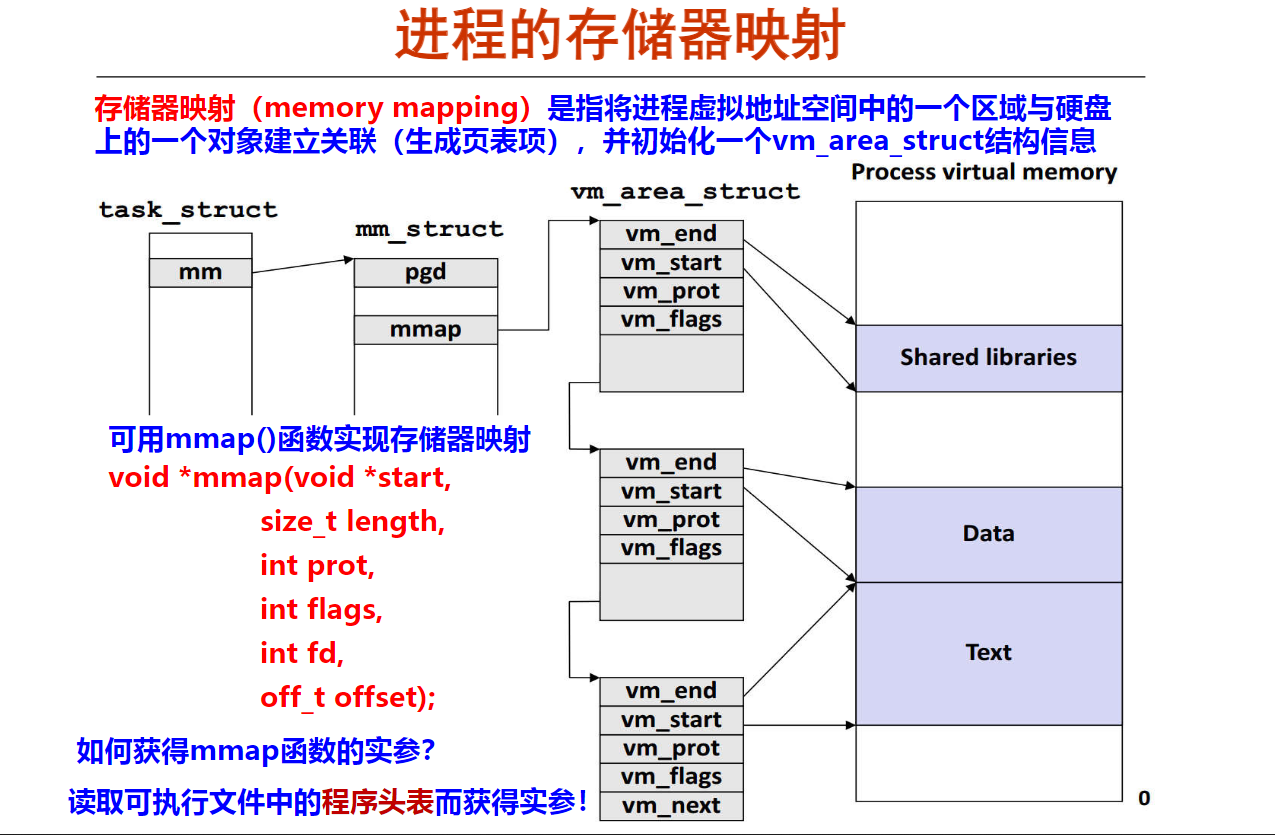 进程的存储器映射
存储器映射（memory mapping）是指将进程虚拟地址空间中的一个区域与硬盘
上的一个对象建立关联（生成页表项），并初始化一个vm_area_struct结构信息
Process virtual memory
vm_area_struct
task_struct
mm_struct
mm
pgd
mmap
vm_end
vm_start
vm_prot
vm_flags
Shared libraries
可用mmap()函数实现存储器映射
void *mmap(void *start,
size_t length,
int prot,
int flags,
int fd,
off_t offset);
vm_end
vm_start
vm_prot
vm_flags
Data
Text
vm_end
vm_start
vm_prot
vm_flags
vm_next
0
如何获得mmap函数的实参？
读取可执行文件中的程序头表而获得实参！